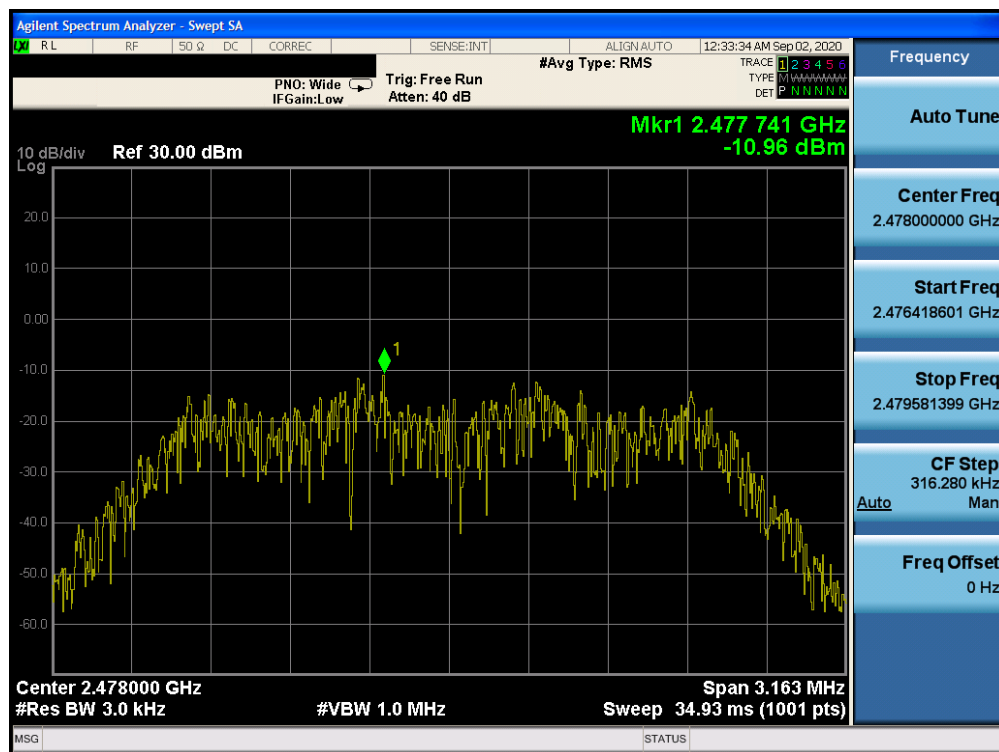 Agilent Spectrum Analyzer - Swept SA
LXI RL RF 50 Ω DC CORREC SENSE:INT ALIGN AUTO 12:33:34 AM Sep 02, 2020
#Avg Type: RMS
TRACE 1 2 3 4 5 6
TYPE M WWWWW
DET P N N N N N
PNO: Wide
IFGain:Low
Trig: Free Run
Atten: 40 dB
Mkr1 2.477 741 GHz
-10.96 dBm
10 dB/div Ref 30.00 dBm
Log
20.0
10.0
0.00
-10.0
-20.0
-30.0
-40.0
-50.0
-60.0
1
Center 2.478000 GHz
Span 3.163 MHz
#Res BW 3.0 kHz
#VBW 1.0 MHz
Sweep 34.93 ms (1001 pts)
MSG
STATUS
Frequency
Auto Tune
Center Freq
2.478000000 GHz
Start Freq
2.476418601 GHz
Stop Freq
2.479581399 GHz
CF Step
316.280 kHz
Auto Man
Freq Offset
0 Hz